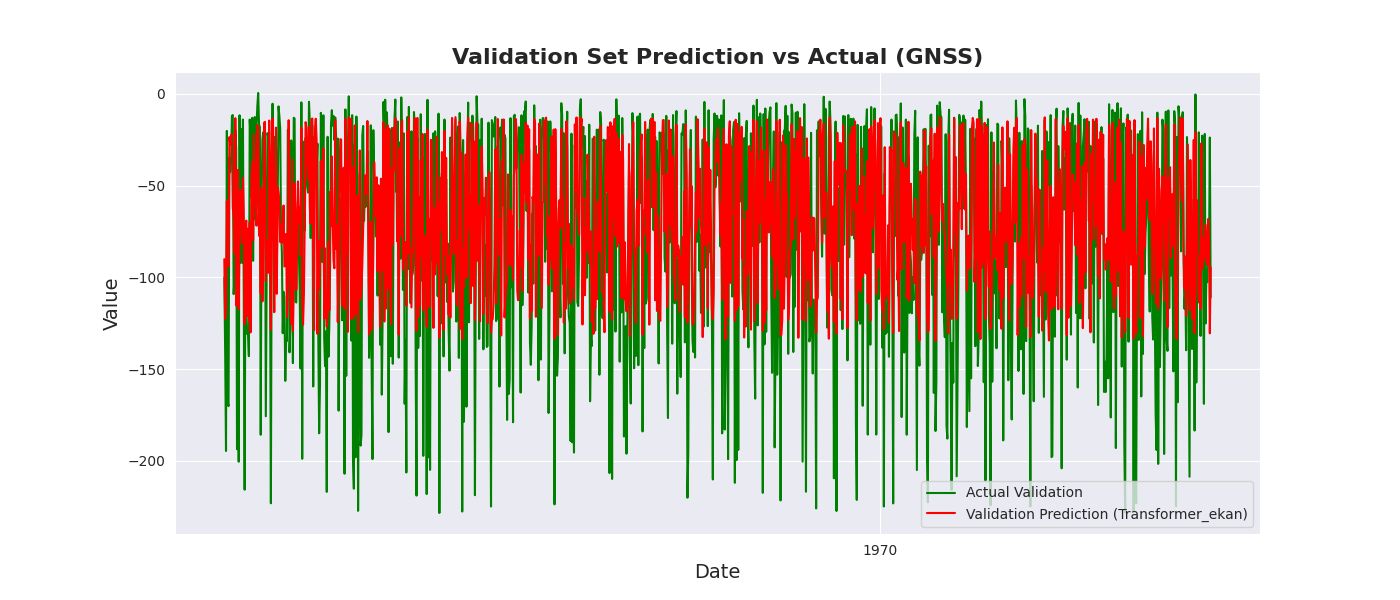 Validation Set Prediction vs Actual (GNSS)
Value
0
−50
−100
−150
−200
Actual Validation
Validation Prediction (Transformer_ekan)
1970
Date